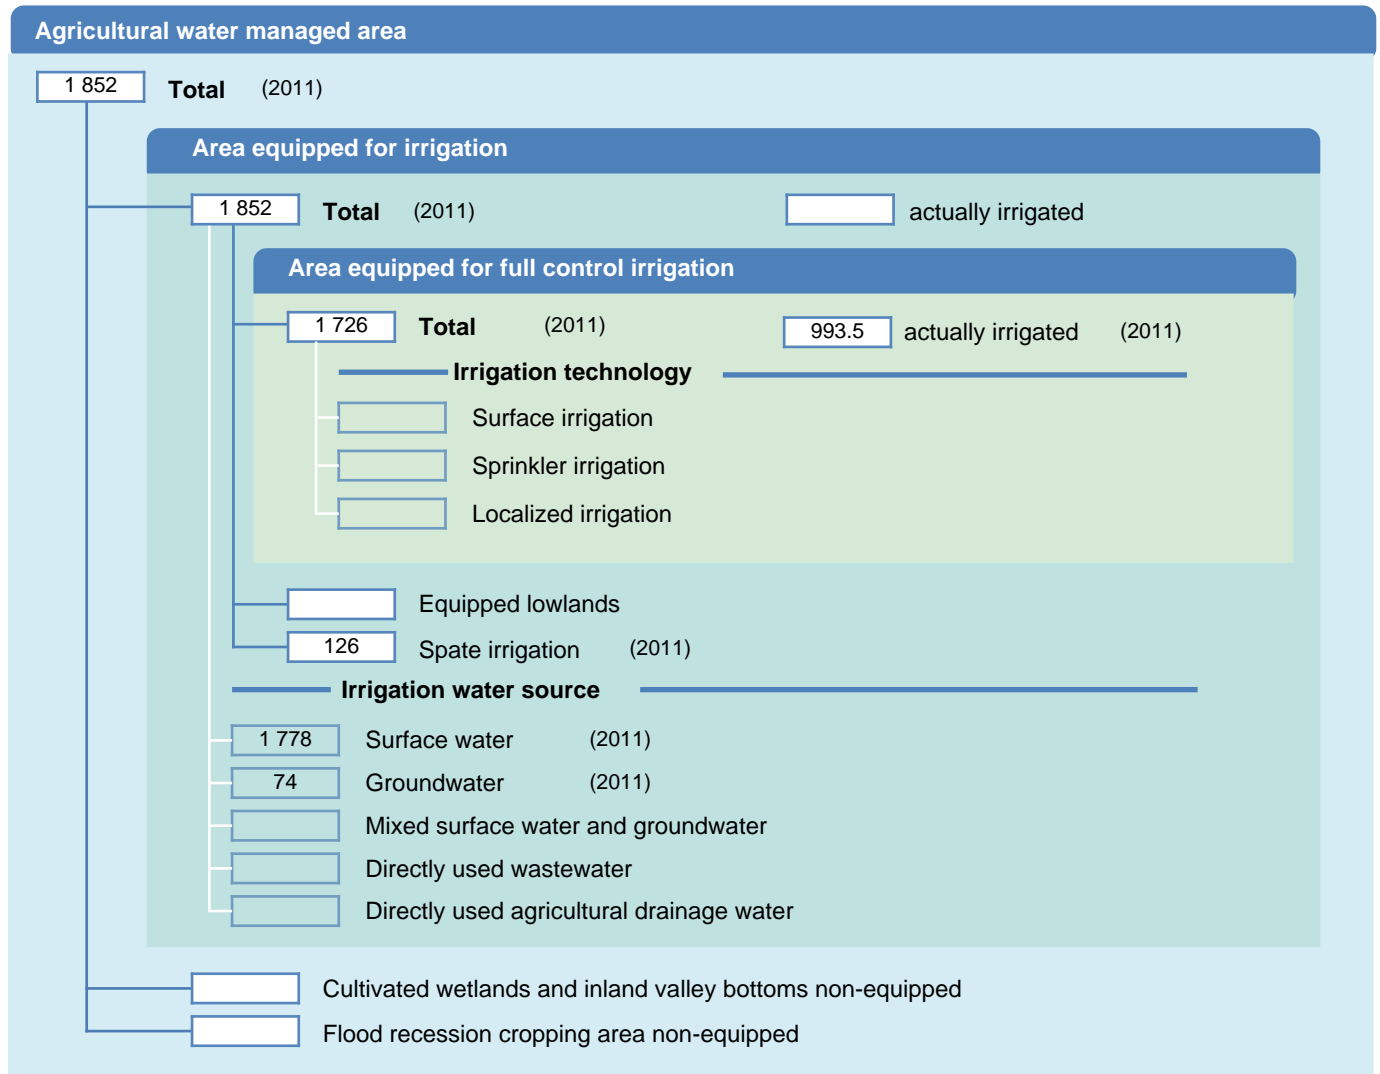 Agricultural water managed area
1 852 Total (2011)
Area equipped for irrigation
1 852 Total (2011) actually irrigated
Area equipped for full control irrigation
1 726 Total (2011) 993.5 actually irrigated (2011)
Irrigation technology
Surface irrigation
Sprinkler irrigation
Localized irrigation
Equipped lowlands
126 Spate irrigation (2011)
Irrigation water source
1 778 Surface water (2011)
74 Groundwater (2011)
Mixed surface water and groundwater
Directly used wastewater
Directly used agricultural drainage water
Cultivated wetlands and inland valley bottoms non-equipped
Flood recession cropping area non-equipped